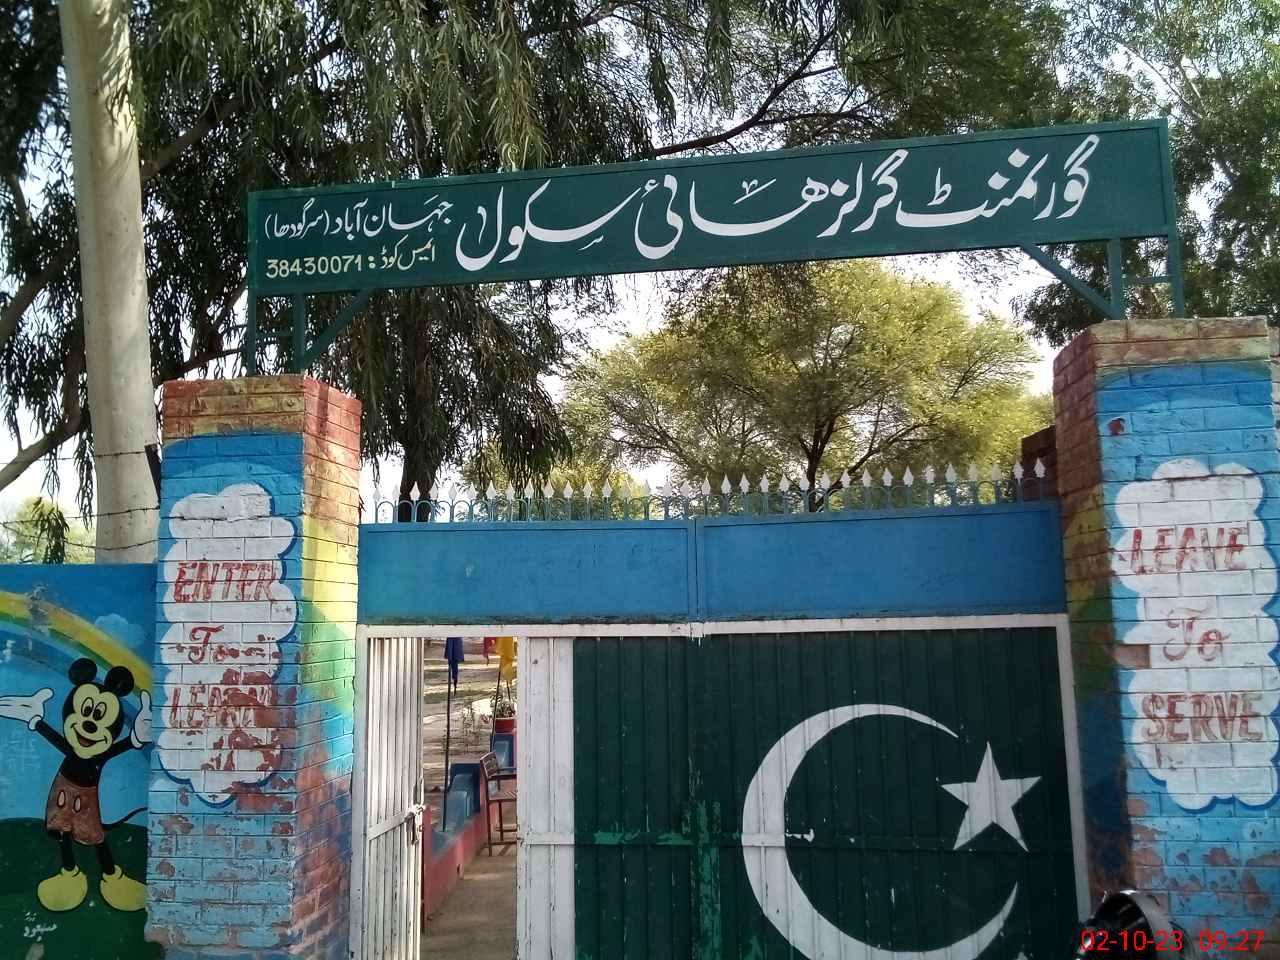 گورنمنٹ گرلز ہائی سکول
جہان آباد (سرگودھا)
ایمس کوڈ: 38430071
ENTER
To
LEARN
LEAVE
To
SERVE
02-10-23 09:27